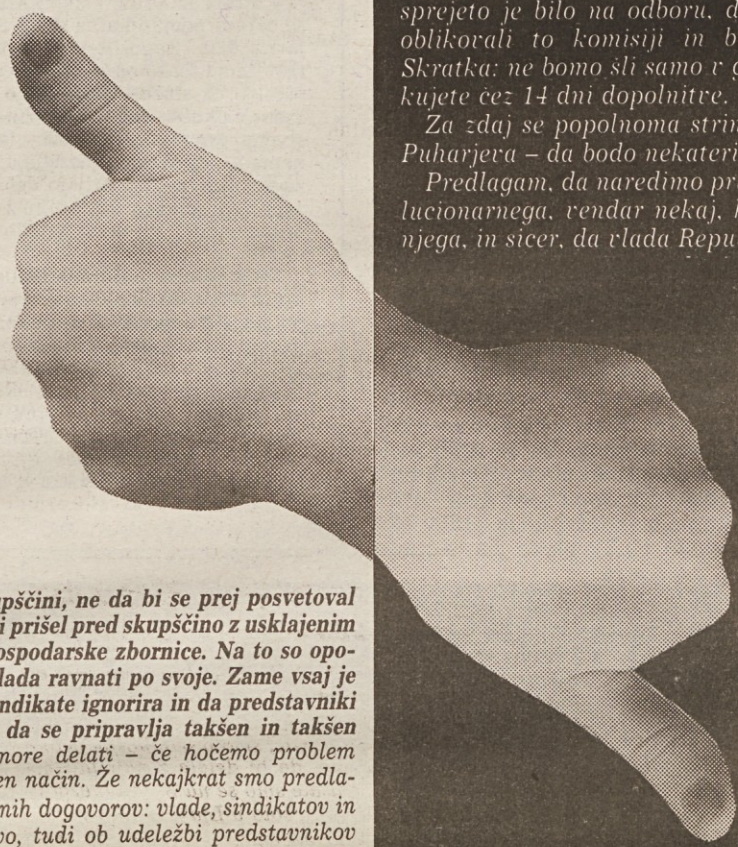 sprejeto je bilo na odboru, d
oblikovali to komisiji in b
Skratka: ne bomo šli samo v g
kujete čez 14 dni dopolnitve.
Za zdaj se popolnoma strin
Puharjeva – da bodo nekateri
Predlagam, da naredimo pr
lucionarnega, vendar nekaj, k
njega, in sicer, da vlada Repu
pščini, ne da bi se prej posvetoval
i prišel pred skupščino z usklajenim
ospodarske zbornice. Na to so opo-
lada ravnati po svoje. Zame vsaj je
ndikate ignorira in da predstavniki
da se pripravlja takšen in takšen
more delati – če hočemo problem
en način. Že nekajkrat smo predla-
nih dogovorov: vlade, sindikatov in
vo, tudi ob udeležbi predstavnikov